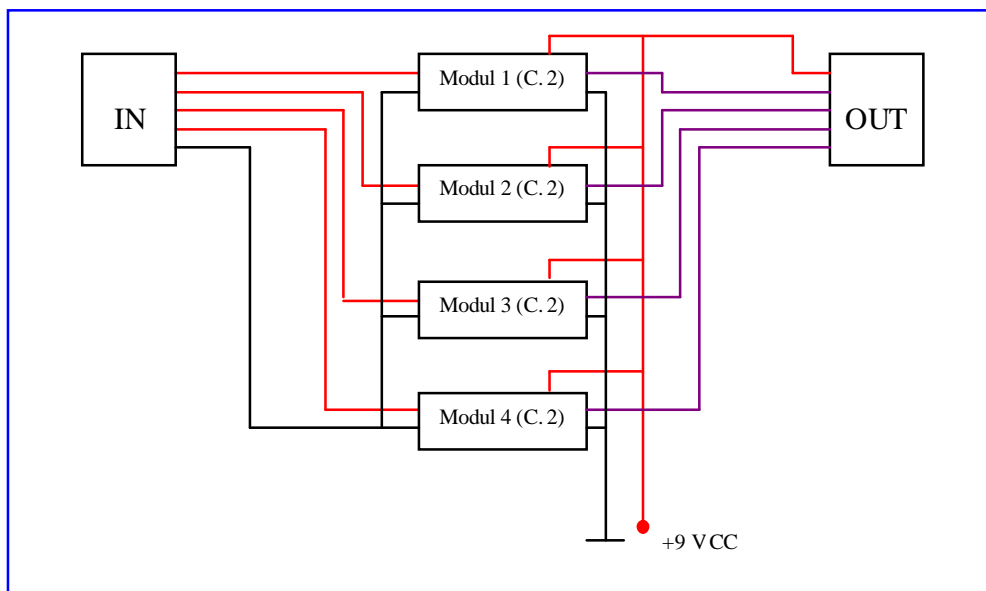 IN
Modul 1 (C. 2)
OUT
Modul 2 (C. 2)
Modul 3 (C. 2)
Modul 4 (C. 2)
+9 VCC